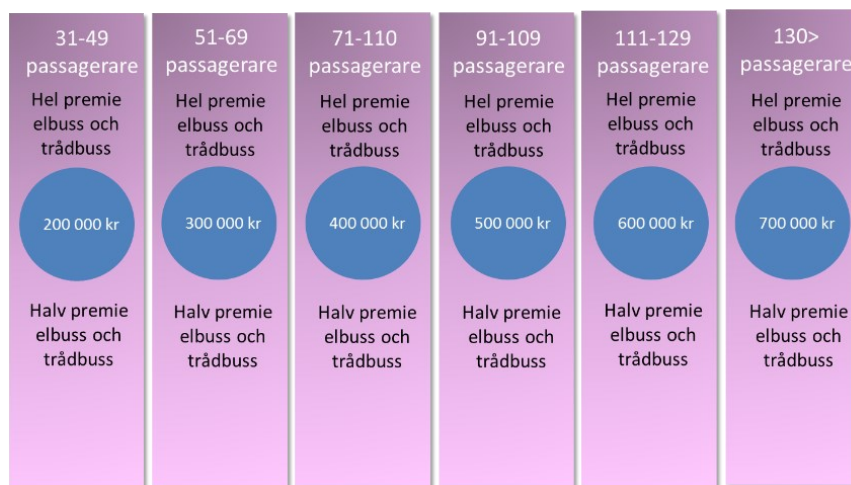 31-49
passagerare
Hel premie
elbuss och
trådbuss
200 000 kr
Halv premie
elbuss och
trådbuss
51-69
passagerare
Hel premie
elbuss och
trådbuss
300 000 kr
Halv premie
elbuss och
trådbuss
71-110
passagerare
Hel premie
elbuss och
trådbuss
400 000 kr
Halv premie
elbuss och
trådbuss
91-109
passagerare
Hel premie
elbuss och
trådbuss
500 000 kr
Halv premie
elbuss och
trådbuss
111-129
passagerare
Hel premie
elbuss och
trådbuss
600 000 kr
Halv premie
elbuss och
trådbuss
130>
passagerare
Hel premie
elbuss och
trådbuss
700 000 kr
Halv premie
elbuss och
trådbuss